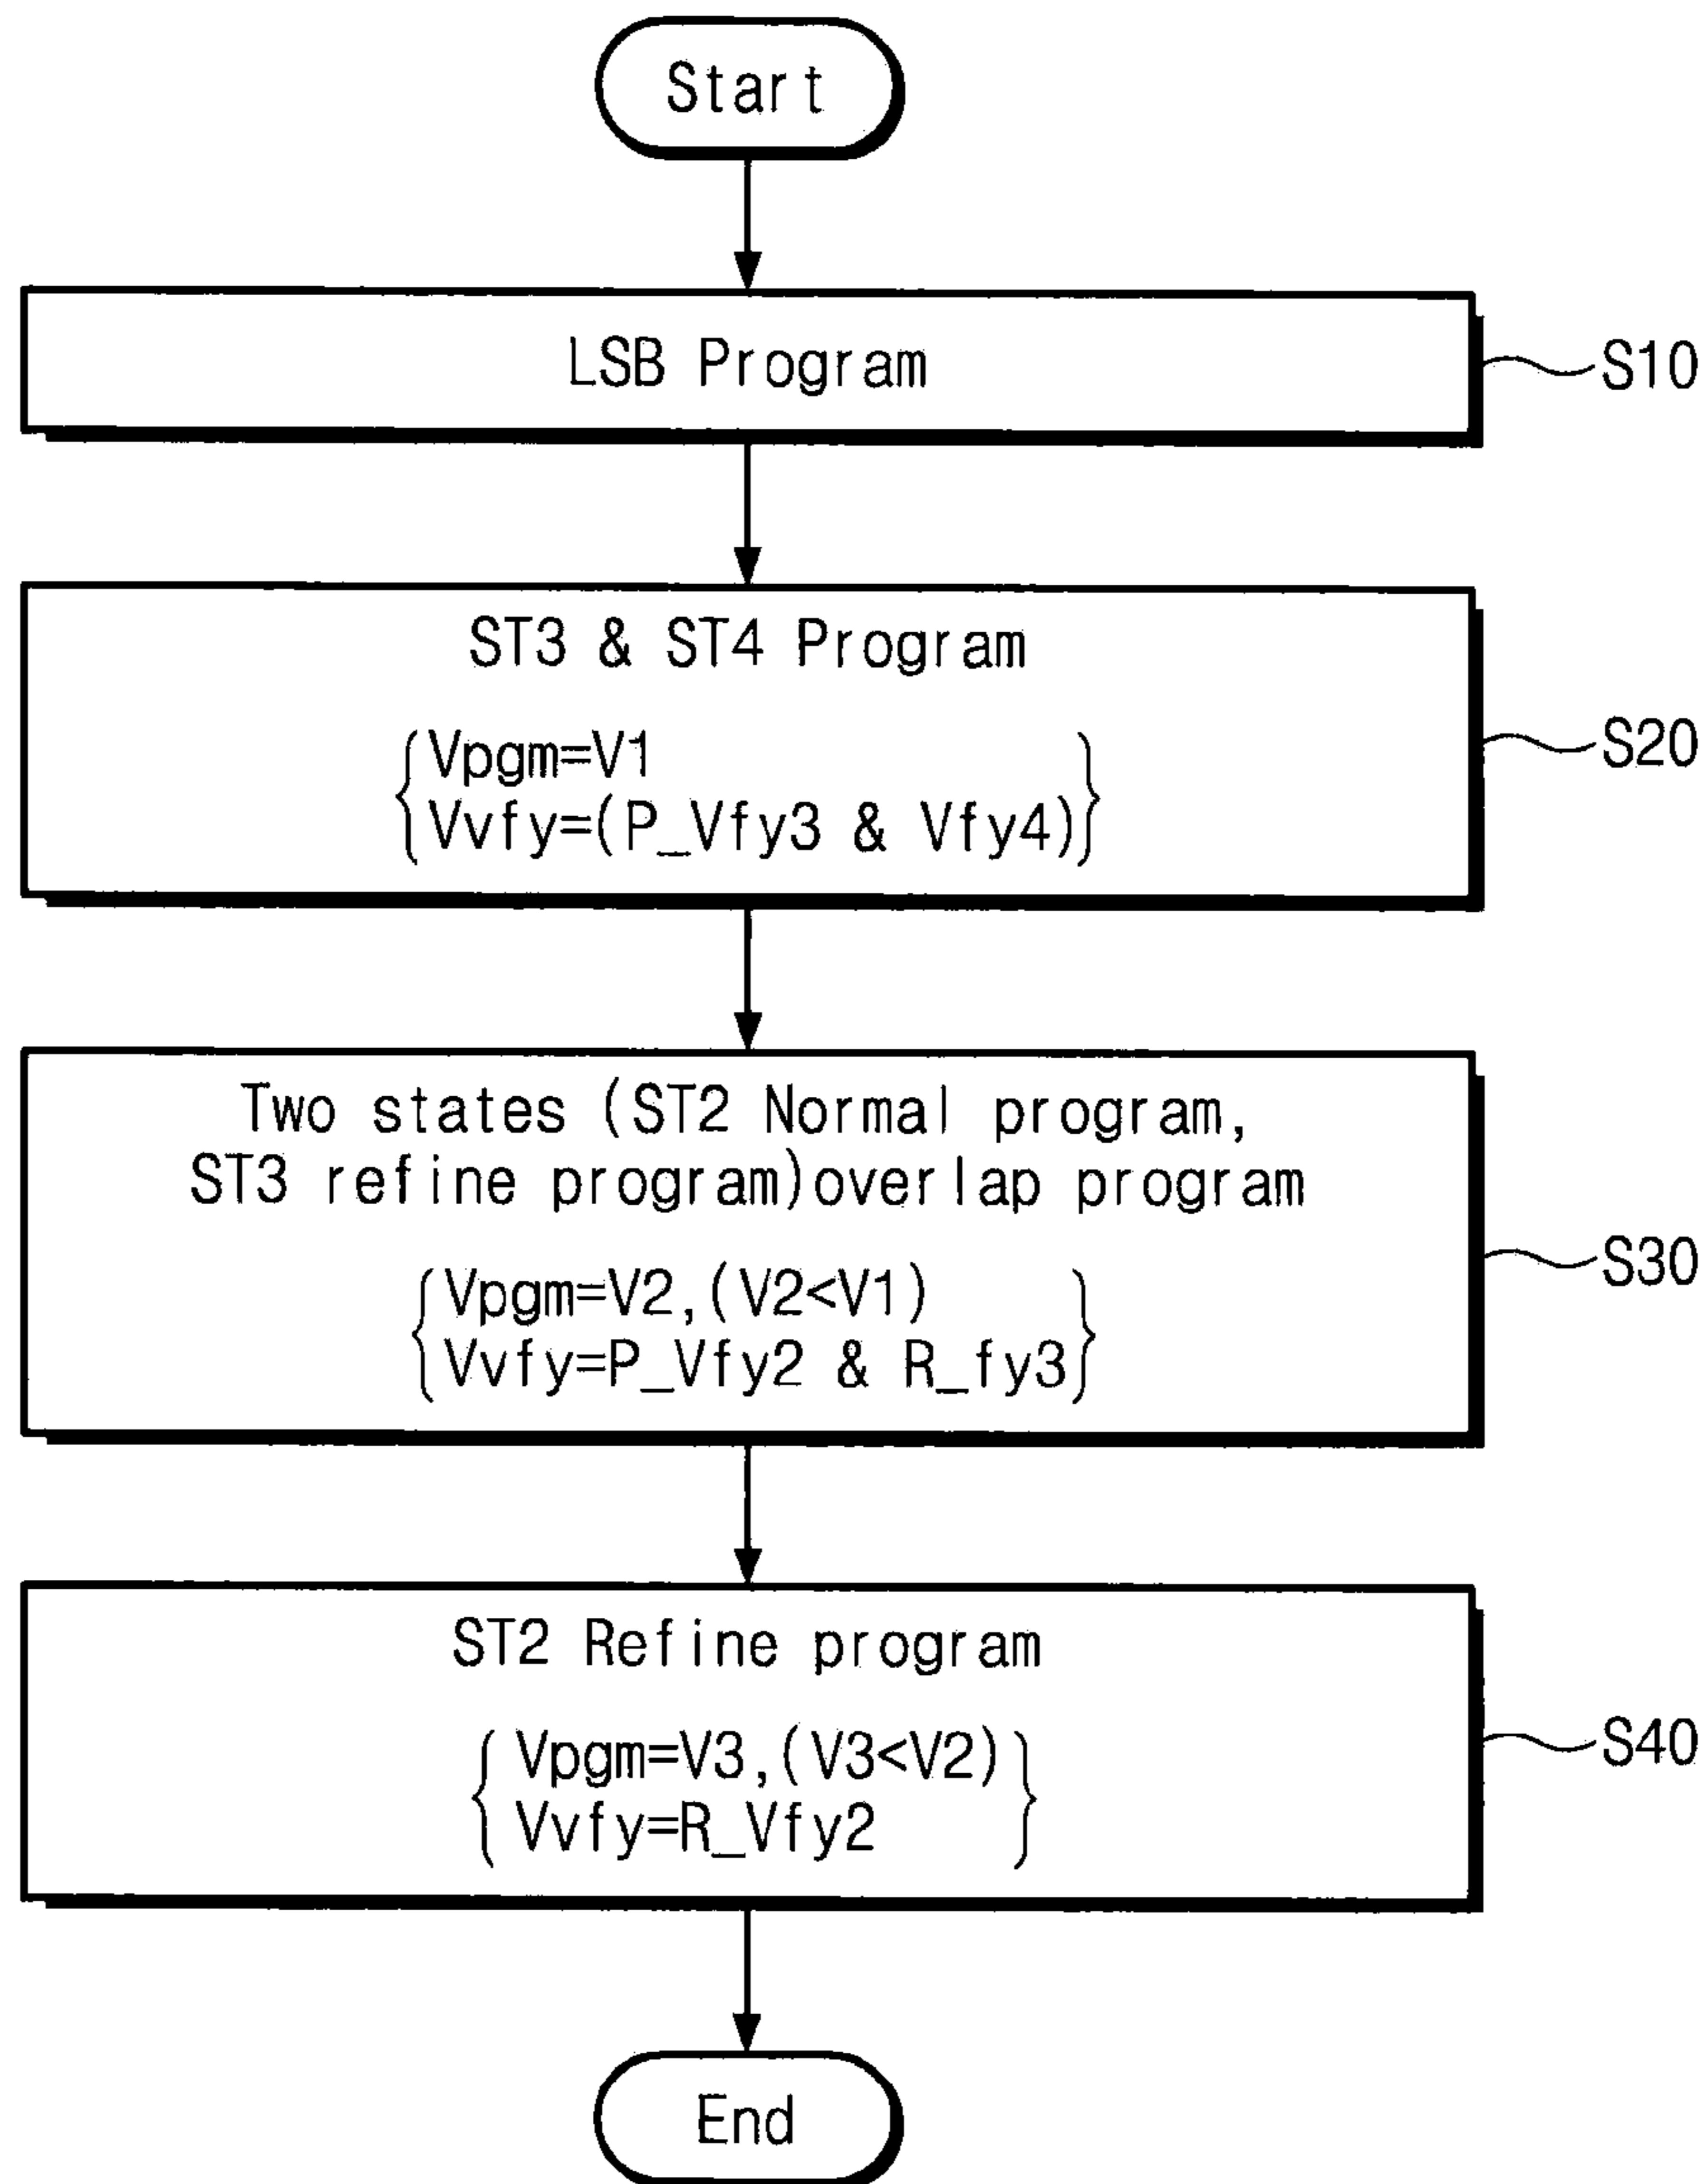 Start
LSB Program
S10
ST3 & ST4 Program
Vpgm=V1
Vvfy=(P_Vfy3 & Vfy4)
S20
Two states (ST2 Normal program,
ST3 refine program)overlap program
Vpgm=V2,(V2<V1)
Vvfy=P_Vfy2 & R_fy3
S30
ST2 Refine program
Vpgm=V3,(V3<V2)
Vvfy=R_Vfy2
S40
End